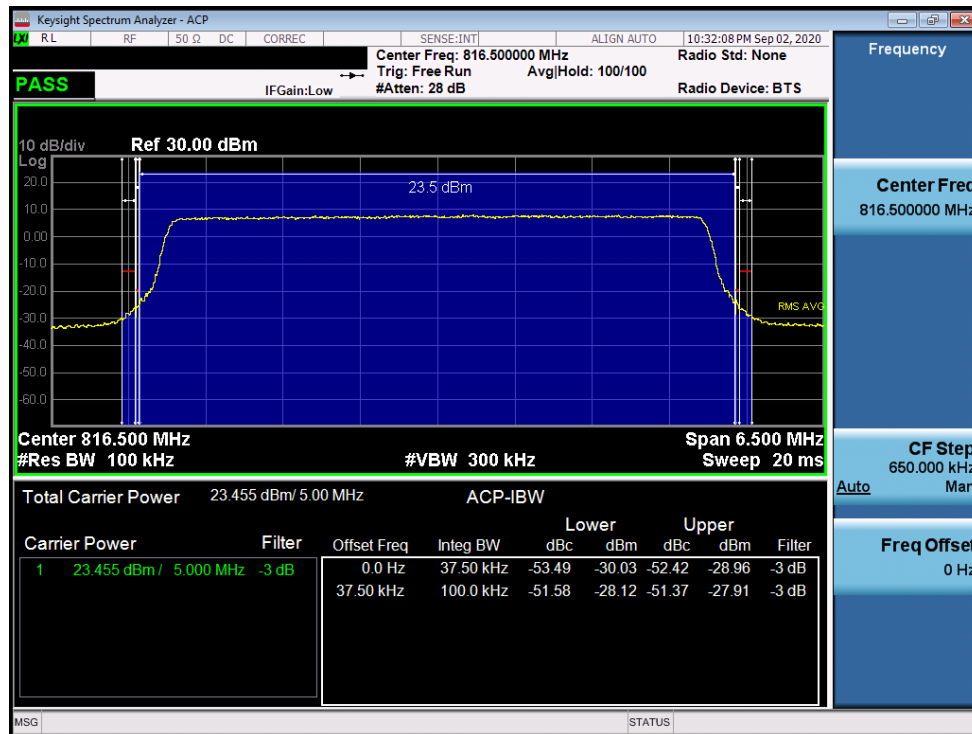 Keysight Spectrum Analyzer - ACP
LXI RL RF 50 Ω DC CORREC SENSE:INT ALIGN AUTO 10:32:08 PM Sep 02, 2020
Center Freq: 816.500000 MHz Radio Std: None
Trig: Free Run Avg|Hold: 100/100
PASS IFGain:Low #Atten: 28 dB Radio Device: BTS
10 dB/div Ref 30.00 dBm
Log
20.0
23.5 dBm
10.0
0.00
-10.0
-20.0
RMS AVG
-30.0
-40.0
-50.0
-60.0
Center 816.500 MHz Span 6.500 MHz
#Res BW 100 kHz #VBW 300 kHz Sweep 20 ms
Total Carrier Power 23.455 dBm/ 5.00 MHz ACP-IBW
Lower Upper
Carrier Power Filter Offset Freq Integ BW dBc dBm dBc dBm Filter
1 23.455 dBm / 5.000 MHz -3 dB 0.0 Hz 37.50 kHz -53.49 -30.03 -52.42 -28.96 -3 dB
37.50 kHz 100.0 kHz -51.58 -28.12 -51.37 -27.91 -3 dB
MSG STATUS
Frequency
Center Freq
816.500000 MHz
CF Step
650.000 kHz
Auto Man
Freq Offset
0 Hz